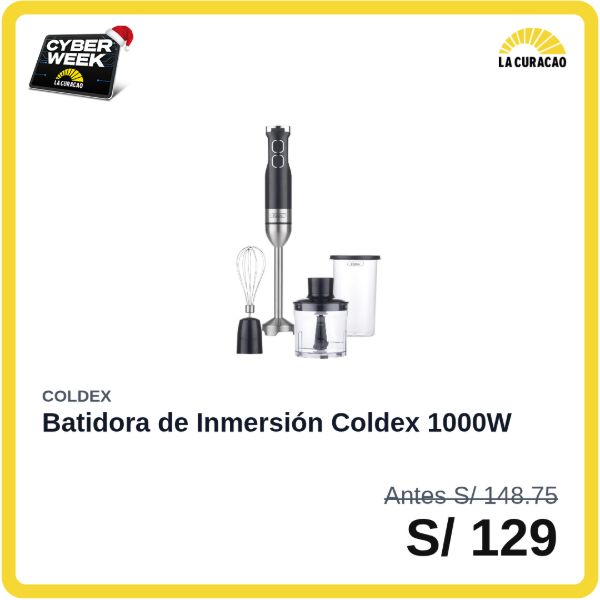 CYBER
WEEK
LA CURACAO
LA CURACAO
COLDEX
Batidora de Inmersión Coldex 1000W
Antes S/ 148.75
S/ 129